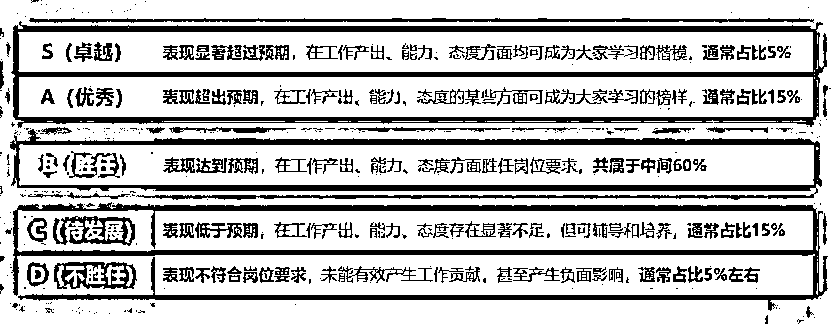 S（卓越） 表现显著超过预期，在工作产出、能力、态度方面均可成为大家学习的楷模，通常占比5%
A（优秀） 表现超出预期，在工作产出、能力、态度的某些方面可成为大家学习的榜样，通常占比15%
B（胜任） 表现达到预期，在工作产出、能力、态度方面胜任岗位要求，共属于中间60%
C（待发展） 表现低于预期，在工作产出、能力、态度存在显著不足，但可辅导和培养，通常占比15%
D（不胜任） 表现不符合岗位要求，未能有效产生工作贡献，甚至产生负面影响，通常占比5%左右